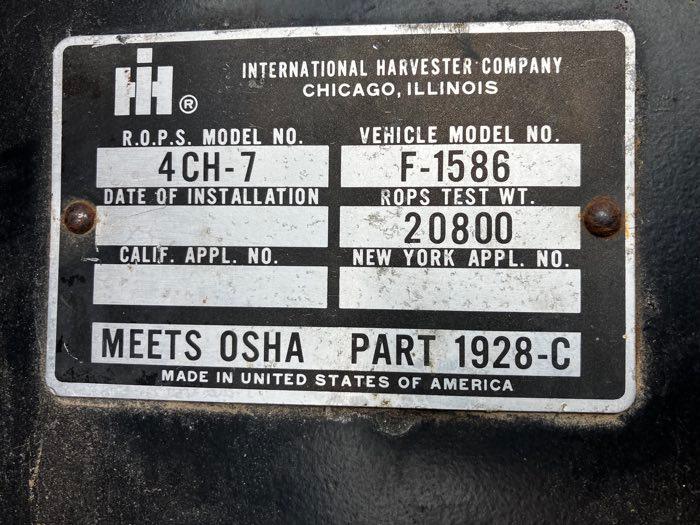 IH ®
INTERNATIONAL HARVESTER COMPANY
CHICAGO, ILLINOIS
R.O.P.S. MODEL NO. VEHICLE MODEL NO.
4CH-7 F-1586
DATE OF INSTALLATION ROPS TEST WT.
20800
CALIF. APPL. NO. NEW YORK APPL. NO.
MEETS OSHA PART 1928-C
MADE IN UNITED STATES OF AMERICA